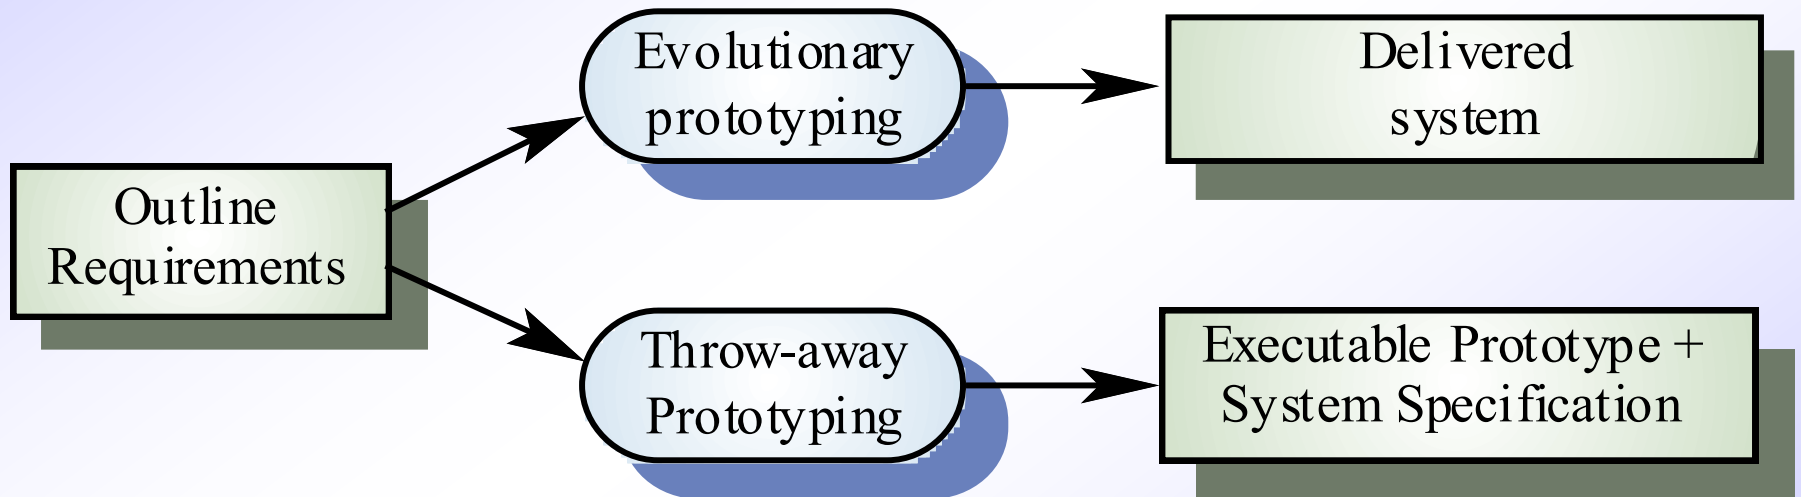 Evolutionary
prototyping
Delivered
system
Outline
Requirements
Throw-away
Prototyping
Executable Prototype +
System Specification